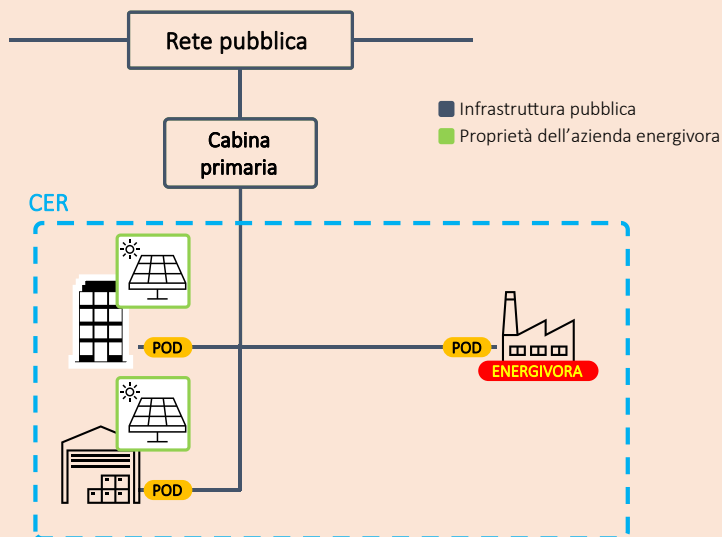 Rete pubblica
Infrastruttura pubblica
Proprietà dell'azienda energivora
Cabina
primaria
CER
POD
POD
ENERGIVORA
POD